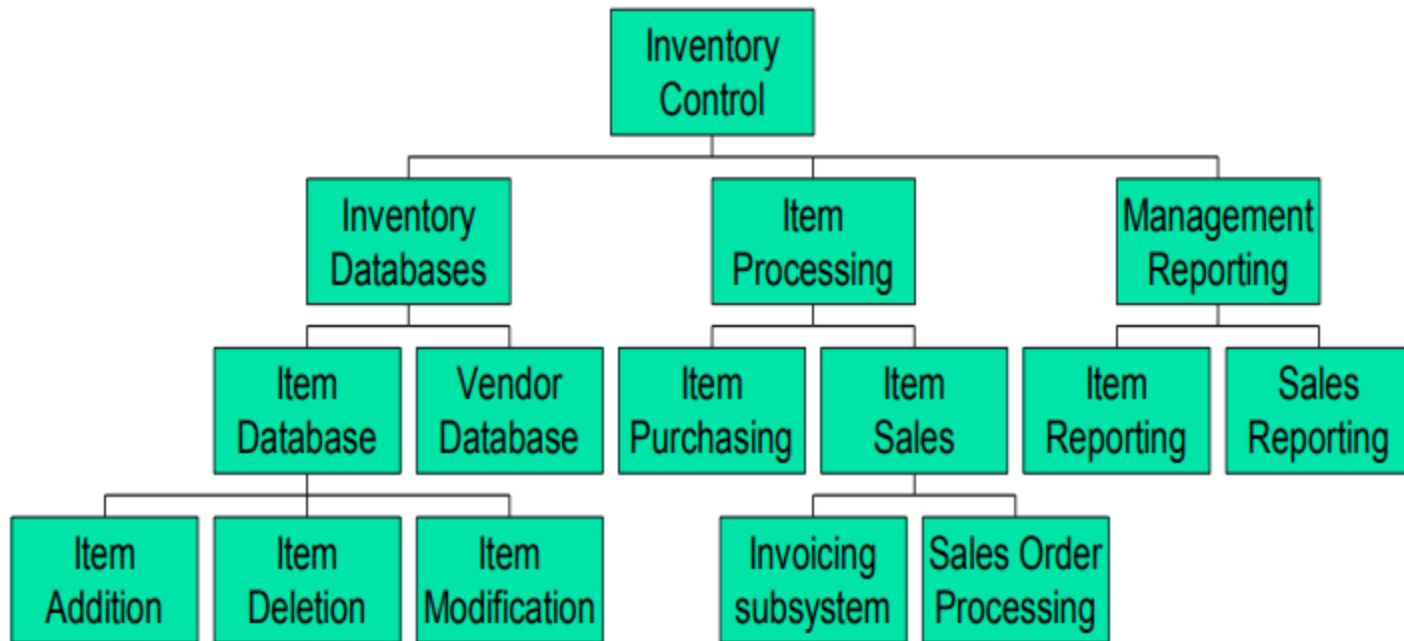 Inventory
Control
Inventory
Databases
Item
Processing
Management
Reporting
Item
Database
Vendor
Database
Item
Purchasing
Item
Sales
Item
Reporting
Sales
Reporting
Item
Addition
Item
Deletion
Item
Modification
Invoicing
subsystem
Sales Order
Processing